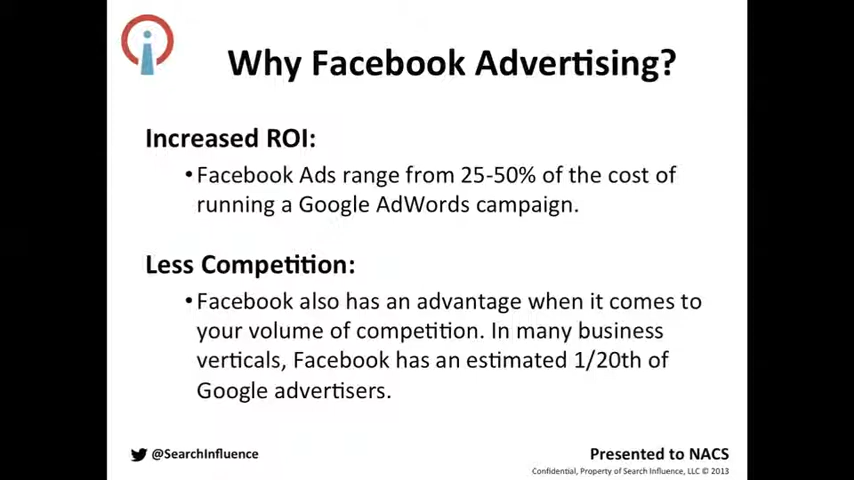 Why Facebook Advertising?
Increased ROI:
•Facebook Ads range from 25-50% of the cost of
running a Google AdWords campaign.
Less Competition:
•Facebook also has an advantage when it comes to
your volume of competition. In many business
verticals, Facebook has an estimated 1/20th of
Google advertisers.
@SearchInfluence
Presented to NACS
Confidential, Property of Search Influence, LLC © 2013